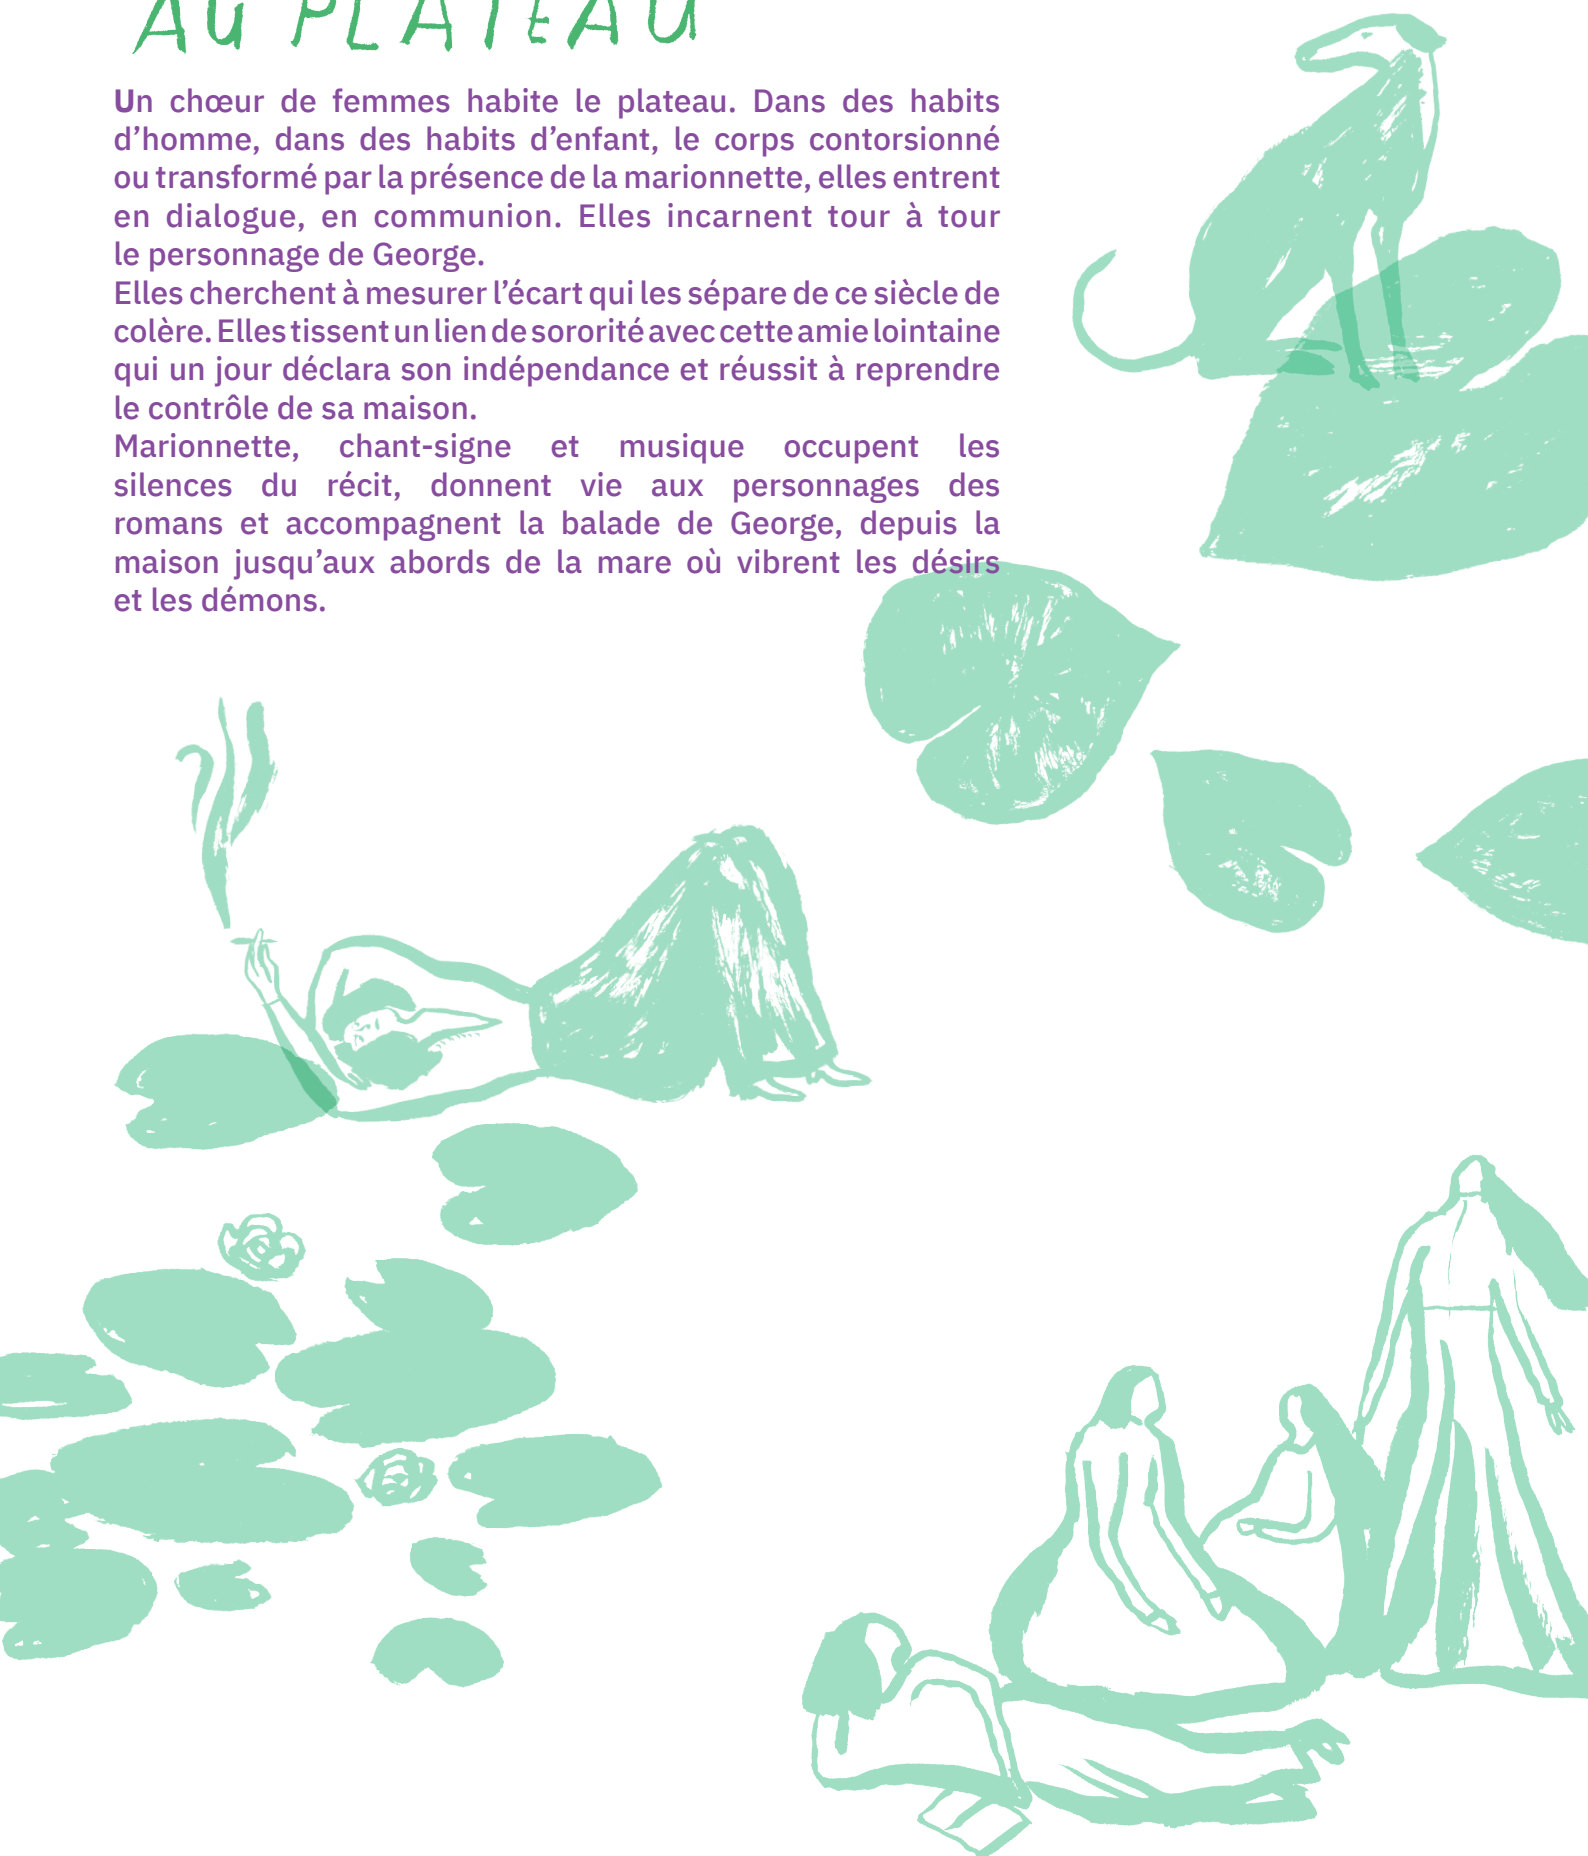 AU PLATEAU
Un chœur de femmes habite le plateau. Dans des habits
d’homme, dans des habits d’enfant, le corps contorsionné
ou transformé par la présence de la marionnette, elles entrent
en dialogue, en communion. Elles incarnent tour à tour
le personnage de George.
Elles cherchent à mesurer l’écart qui les sépare de ce siècle de
colère. Elles tissent un lien de sororité avec cette amie lointaine
qui un jour déclara son indépendance et réussit à reprendre
le contrôle de sa maison.
Marionnette, chant-signe et musique occupent les
silences du récit, donnent vie aux personnages des
romans et accompagnent la balade de George, depuis la
maison jusqu’aux abords de la mare où vibrent les désirs
et les démons.